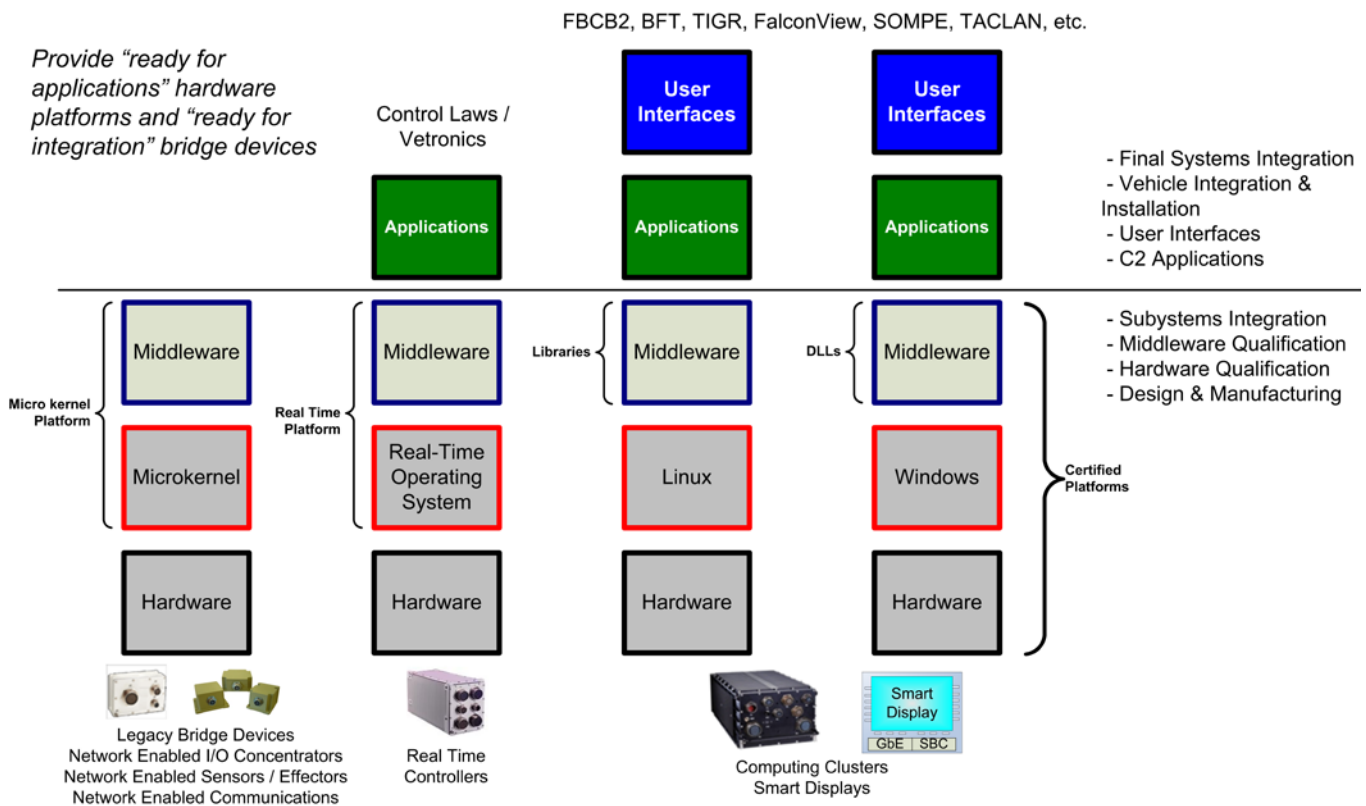 FBCB2, BFT, TIGR, FalconView, SOMPE, TACLAN, etc.
Provide “ready for
applications” hardware
platforms and “ready for
integration” bridge devices
Control Laws /
Vetronics
User
Interfaces
User
Interfaces
Applications
Applications
Applications
- Final Systems Integration
- Vehicle Integration &
Installation
- User Interfaces
- C2 Applications
Micro kernel
Platform
Middleware
Real Time
Platform
Middleware
Libraries
Middleware
DLLs
Middleware
- Subystems Integration
- Middleware Qualification
- Hardware Qualification
- Design & Manufacturing
Microkernel
Real-Time
Operating
System
Linux
Windows
Certified
Platforms
Hardware
Hardware
Hardware
Hardware
Legacy Bridge Devices
Network Enabled I/O Concentrators
Network Enabled Sensors / Effectors
Network Enabled Communications
Real Time
Controllers
Smart
Display
GbE
SBC
Computing Clusters
Smart Displays